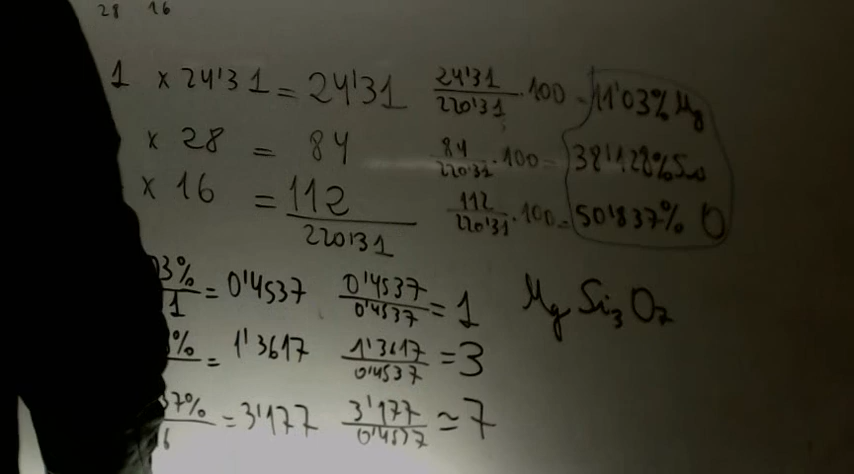 28 16
1 x 24'31 = 24'31 24'31/220'31 · 100 = 11'03% Mg
x 28 = 84 84/220'31 · 100 = 38'128%
x 16 = 112 112/220'31 · 100 = 50'837% O
220'31
3%/1 = 0'4537 0'4537/0'4537 = 1 Mg Si₃ O₇
% = 1'3617 1'3617/0'4537 = 3
37%/6 = 3'177 3'177/0'4537 ≃ 7